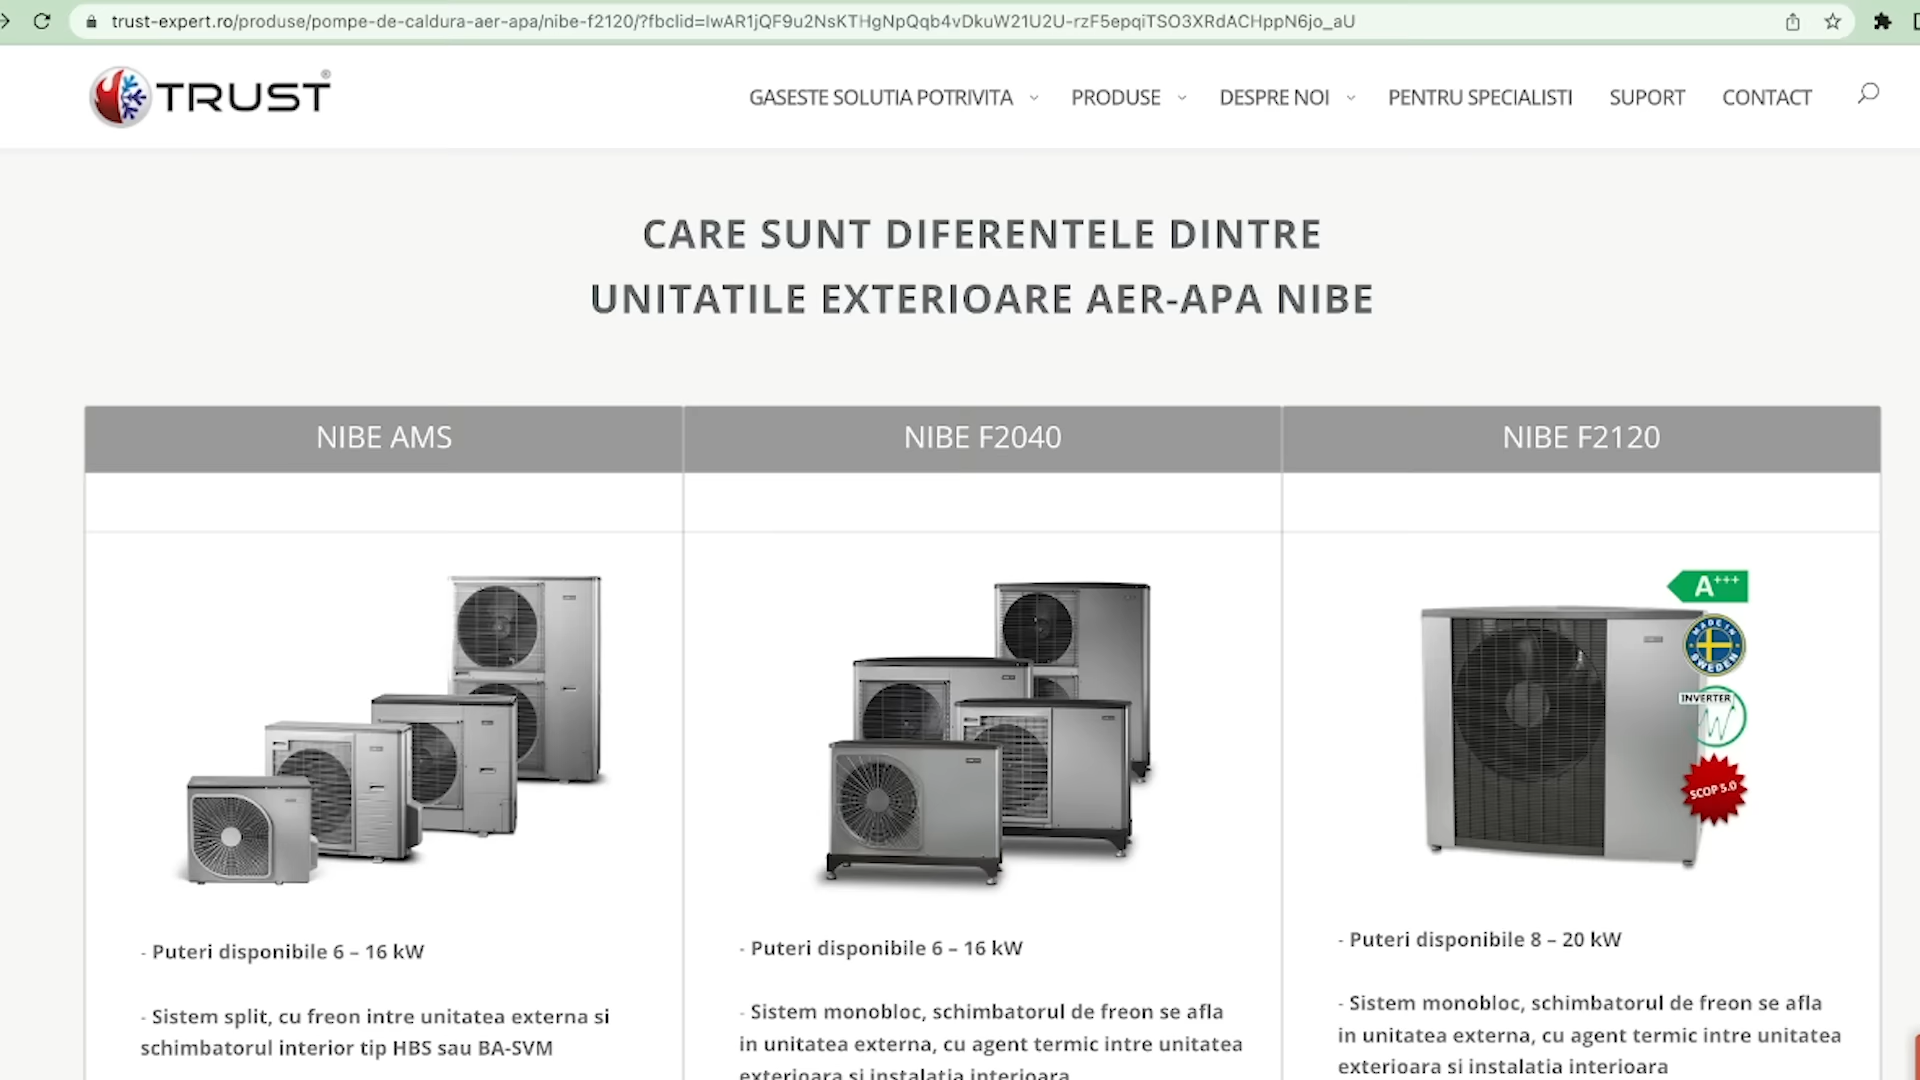 trust-expert.ro/produse/pompe-de-caldura-aer-apa/nibe-f2120/?fbclid=IwAR1jQF9u2NsKTHgNpQqb4vDkuW21U2U-rzF5epqiTSO3XRdACHppN6jo_aU
TRUST®
GASESTE SOLUTIA POTRIVITA
PRODUSE
DESPRE NOI
PENTRU SPECIALISTI
SUPORT
CONTACT
CARE SUNT DIFERENTELE DINTRE
UNITATILE EXTERIOARE AER-APA NIBE
NIBE AMS
NIBE F2040
NIBE F2120
A+++
MADE IN SWEDEN
INVERTER
SCOP 5.0
- Puteri disponibile 6 – 16 kW
- Sistem split, cu freon intre unitatea externa si
schimbatorul interior tip HBS sau BA-SVM
- Puteri disponibile 6 – 16 kW
- Sistem monobloc, schimbatorul de freon se afla
in unitatea externa, cu agent termic intre unitatea
exterioara si instalatia interioara
- Puteri disponibile 8 – 20 kW
- Sistem monobloc, schimbatorul de freon se afla
in unitatea externa, cu agent termic intre unitatea
exterioara si instalatia interioara